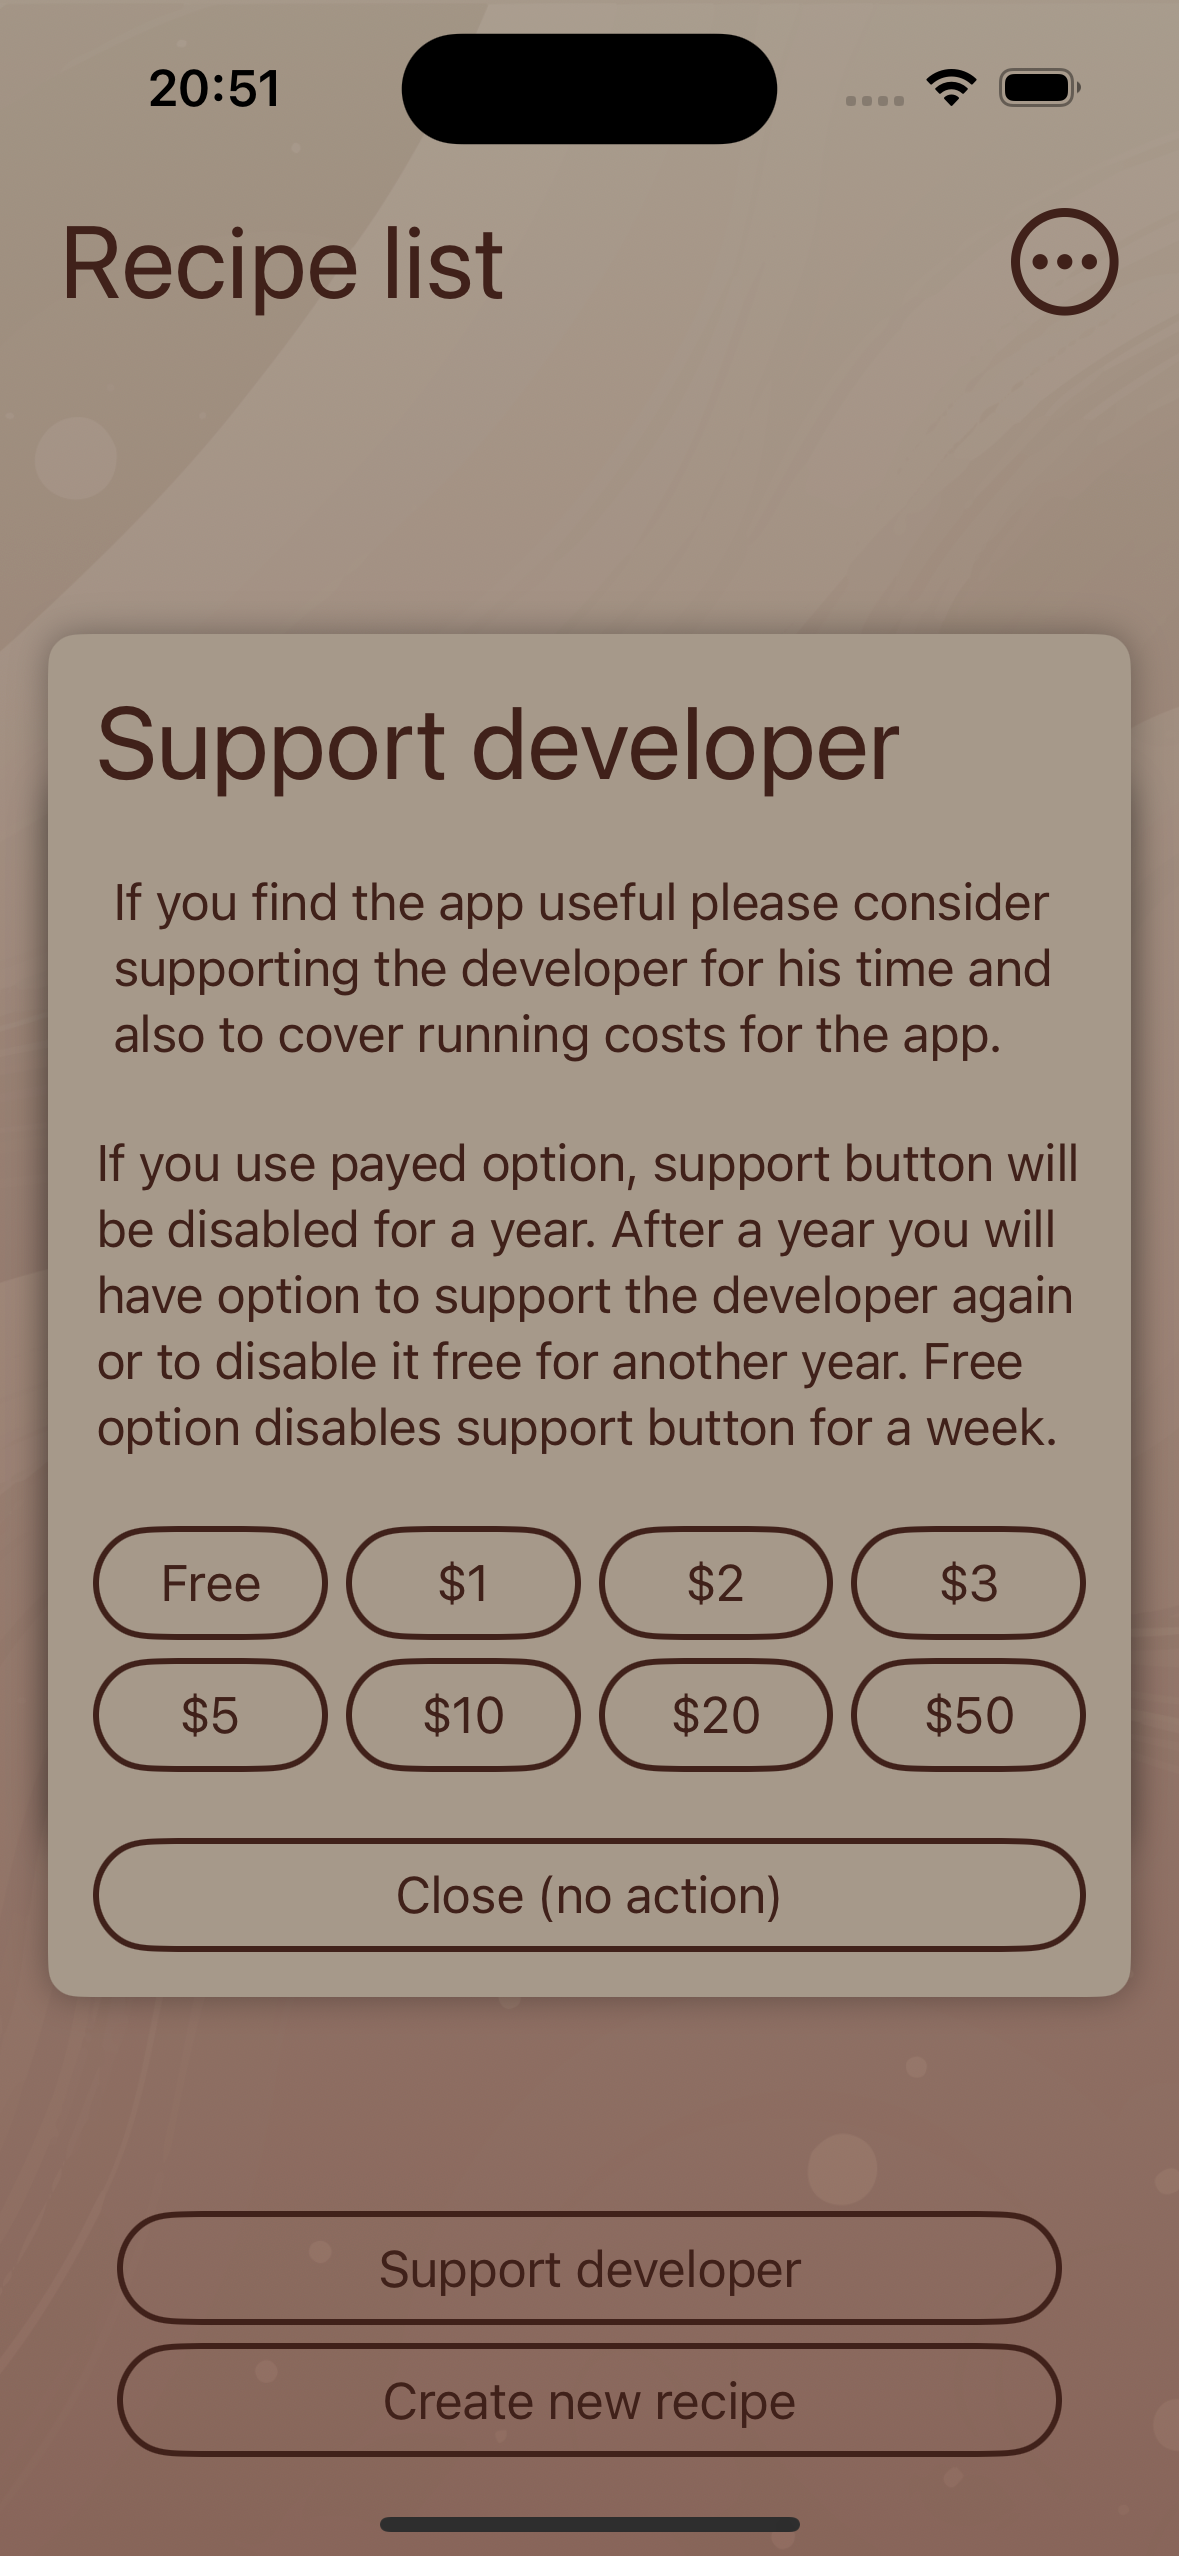 20:51
Recipe list
Support developer
If you find the app useful please consider
supporting the developer for his time and
also to cover running costs for the app.
If you use payed option, support button will
be disabled for a year. After a year you will
have option to support the developer again
or to disable it free for another year. Free
option disables support button for a week.
Free $1 $2 $3
$5 $10 $20 $50
Close (no action)
Support developer
Create new recipe